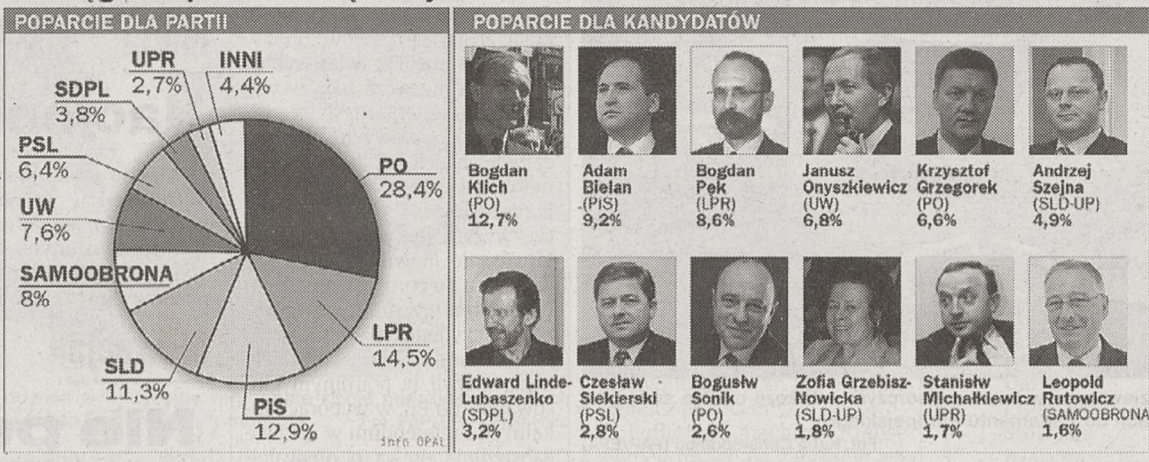 POPARCIE DLA PARTII
UPR
2,7%
INNI
4,4%
SDPL
3,8%
PSL
6,4%
PO
28,4%
UW
7,6%
SAMOOBRONA
8%
LPR
14,5%
SLD
11,3%
PiS
12,9%
info OPAL
POPARCIE DLA KANDYDATÓW
Bogdan
Klich
(PO)
12,7%
Adam
Bielan
(PiS)
9,2%
Bogdan
Pęk
(LPR)
8,6%
Janusz
Onyszkiewicz
(UW)
6,8%
Krzysztof
Grzegorek
(PO)
6,6%
Andrzej
Szejna
(SLD-UP)
4,9%
Edward Linde-
Lubaszenko
(SDPL)
3,2%
Czesław
Siekierski
(PSL)
2,8%
Bogusłw
Sonik
(PO)
2,6%
Zofia Grzebisz-
Nowicka
(SLD-UP)
1,8%
Stanisłw
Michałkiewicz
(UPR)
1,7%
Leopold
Rutowicz
(SAMOOBRONA
1,6%